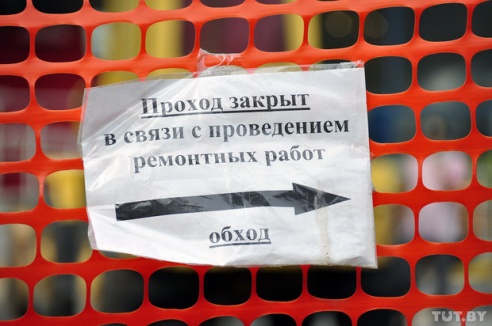 Проход закрыт
в связи с проведением
ремонтных работ
обход
TUT.BY